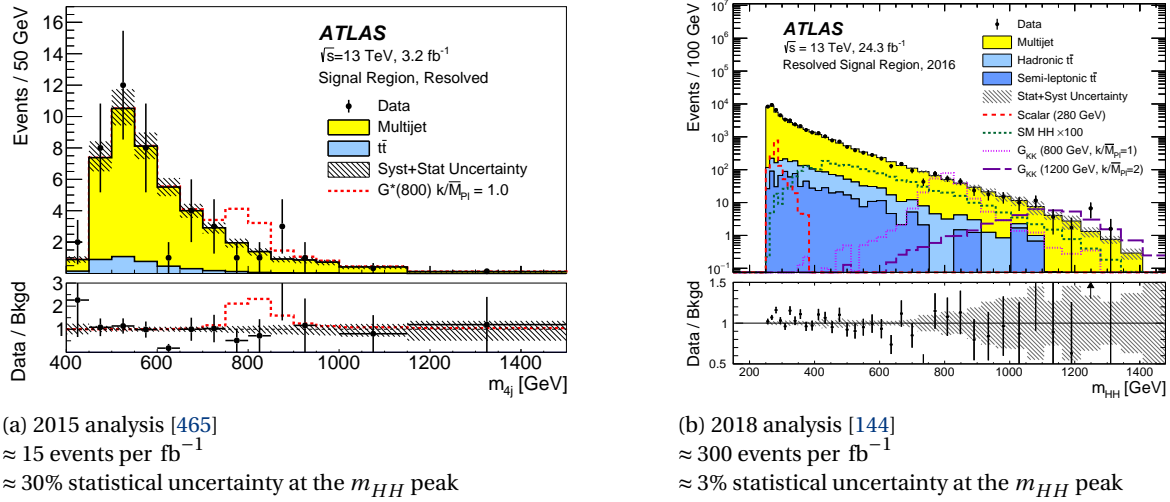 Events / 50 GeV
16
14
12
10
8
6
4
2
ATLAS
√s=13 TeV, 3.2 fb⁻¹
Signal Region, Resolved
Data
Multijet
tt̄
Syst+Stat Uncertainty
G*(800) k/M̅Pl = 1.0
Data / Bkgd
3
2
1
0
400 600 800 1000 1200 1400
m4j [GeV]
(a) 2015 analysis [465]
≈ 15 events per fb⁻¹
≈ 30% statistical uncertainty at the mHH peak
Events / 100 GeV
10⁷
10⁶
10⁵
10⁴
10³
10²
10
1
10⁻¹
ATLAS
√s = 13 TeV, 24.3 fb⁻¹
Resolved Signal Region, 2016
Data
Multijet
Hadronic tt̄
Semi-leptonic tt̄
Stat+Syst Uncertainty
Scalar (280 GeV)
SM HH ×100
GKK (800 GeV, k/M̅Pl=1)
GKK (1200 GeV, k/M̅Pl=2)
Data / Bkgd
1.5
1
0.5
200 400 600 800 1000 1200 1400
mHH [GeV]
(b) 2018 analysis [144]
≈ 300 events per fb⁻¹
≈ 3% statistical uncertainty at the mHH peak